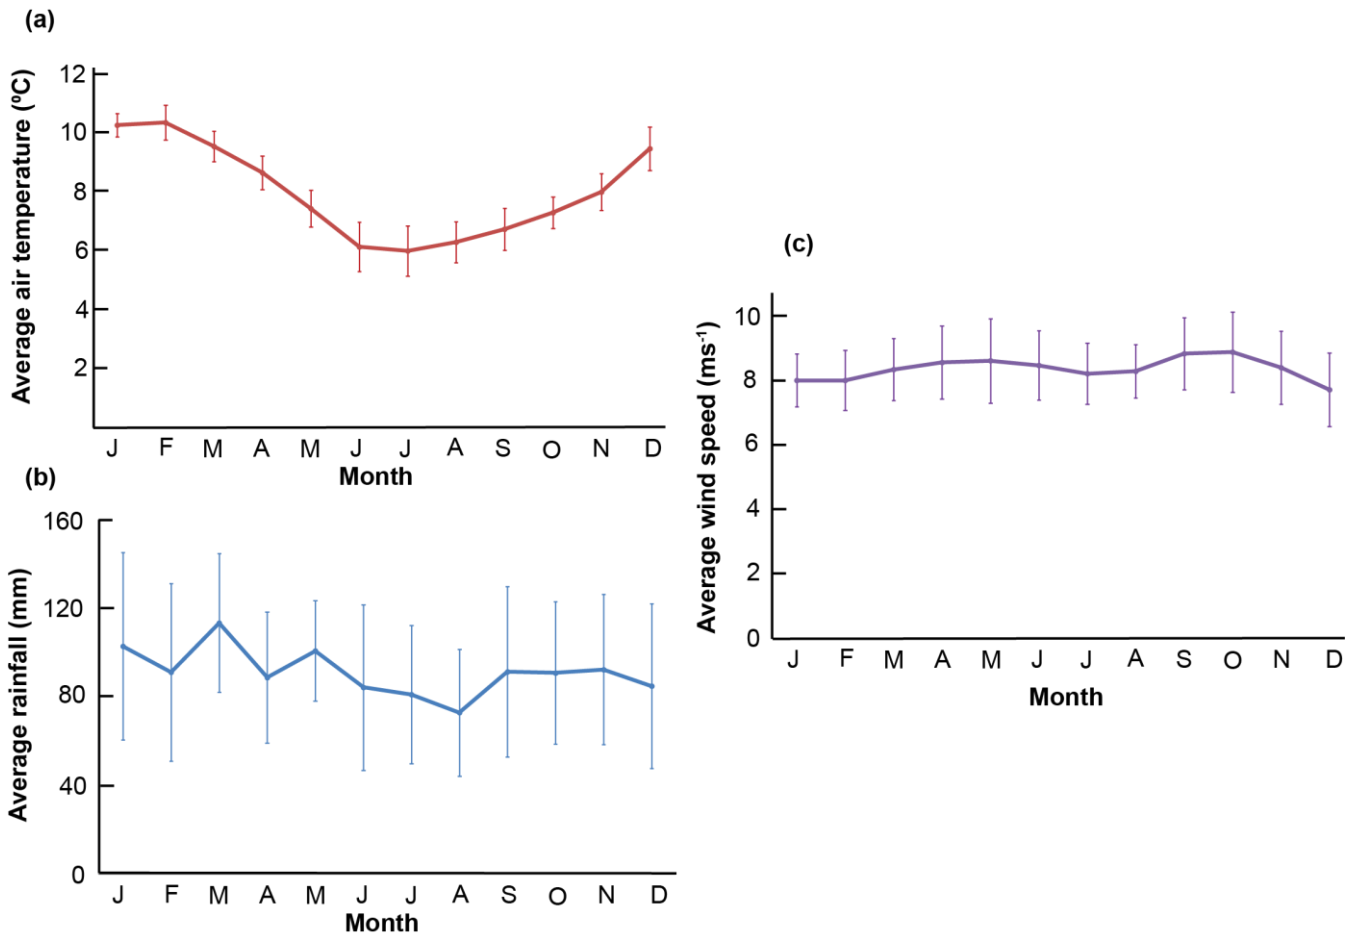 (a)
Average air temperature (ºC)
12
10
8
6
4
2
J F M A M J J A S O N D
Month
(b)
Average rainfall (mm)
160
120
80
40
0
J F M A M J J A S O N D
Month
(c)
Average wind speed (ms⁻¹)
10
8
6
4
2
0
J F M A M J J A S O N D
Month